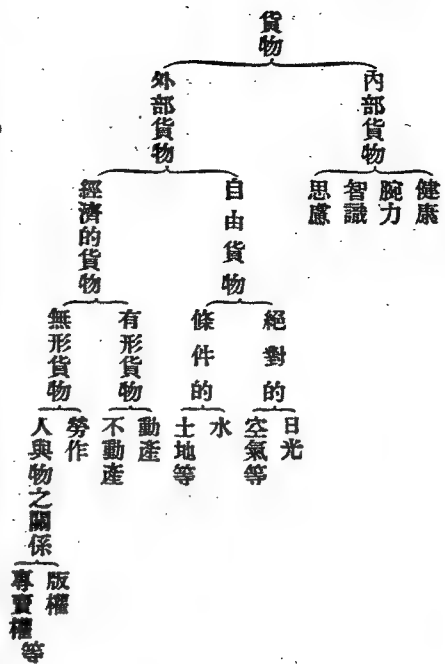 貨物
內部貨物
健康
腕力
智識
思慮
外部貨物
自由貨物
絕對的
日光
空氣等
條件的
水
土地等
經濟的貨物
有形貨物
動產
不動產
無形貨物
勞作
人與物之關係
版權
專賣權等